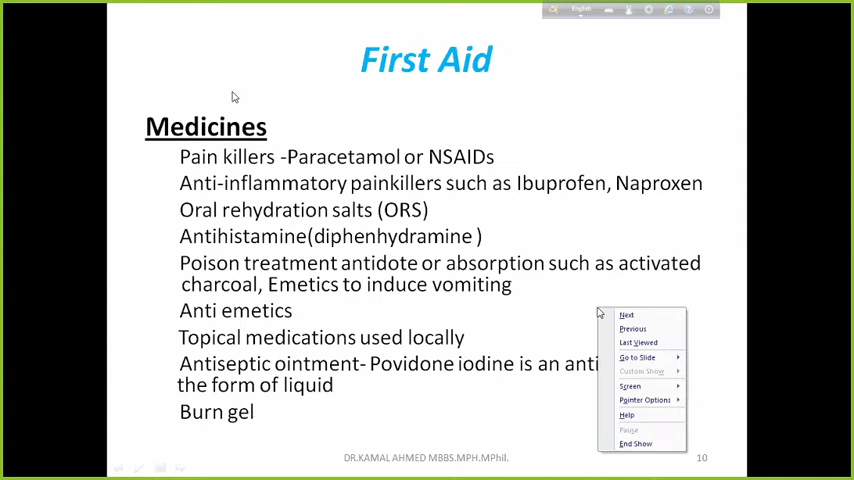 English
First Aid
Medicines
Pain killers -Paracetamol or NSAIDs
Anti-inflammatory painkillers such as Ibuprofen, Naproxen
Oral rehydration salts (ORS)
Antihistamine(diphenhydramine )
Poison treatment antidote or absorption such as activated
charcoal, Emetics to induce vomiting
Anti emetics
Topical medications used locally
Antiseptic ointment- Povidone iodine is an anti
the form of liquid
Burn gel
Next
Previous
Last Viewed
Go to Slide
Custom Show
Screen
Pointer Options
Help
Pause
End Show
DR.KAMAL AHMED MBBS.MPH.MPhil.
10